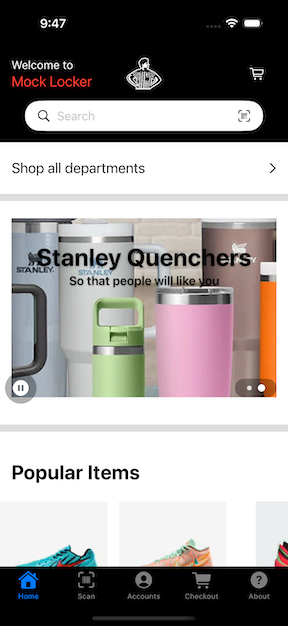 9:47
Welcome to
Mock Locker
Search
Shop all departments
STANLEY
STANLEY
Stanley Quenchers
So that people will like you
Popular Items
Home
Scan
Accounts
Checkout
About